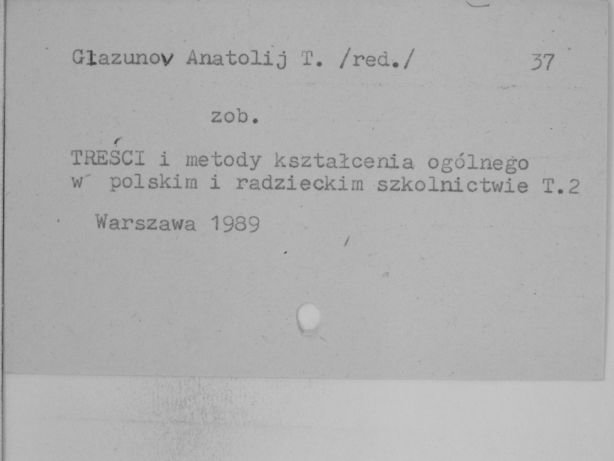 Głazunov Anatolij T. /red./ 37
zob.
TREŚCI i metody kształcenia ogólnego
w polskim i radzieckim szkolnictwie T.2
Warszawa 1989